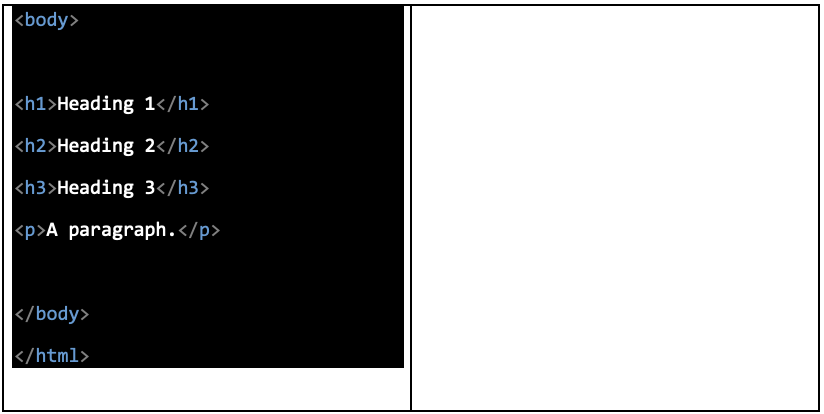 <body>
<h1>Heading 1</h1>
<h2>Heading 2</h2>
<h3>Heading 3</h3>
<p>A paragraph.</p>
</body>
</html>